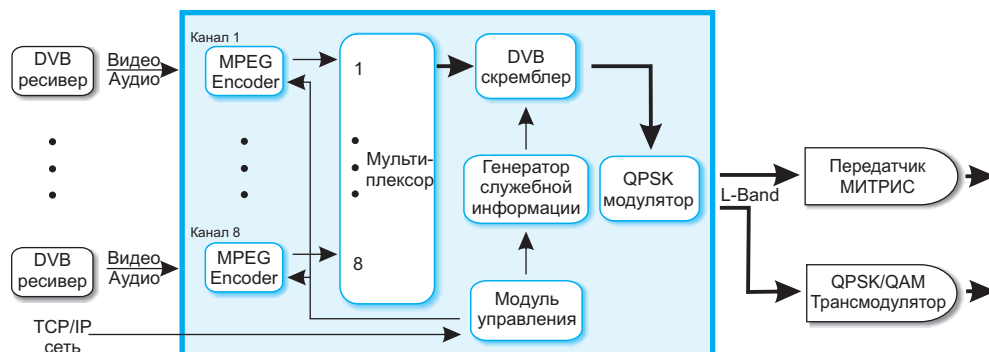 DVB
ресивер
Видео
Аудио
Канал 1
MPEG
Encoder
1
Мульти-
плексор
8
DVB
скремблер
Генератор
служебной
информации
QPSK
модулятор
L-Band
Передатчик
МИТРИС
DVB
ресивер
Видео
Аудио
Канал 8
MPEG
Encoder
Модуль
управления
QPSK/QAM
Трансмодулятор
TCP/IP
сеть